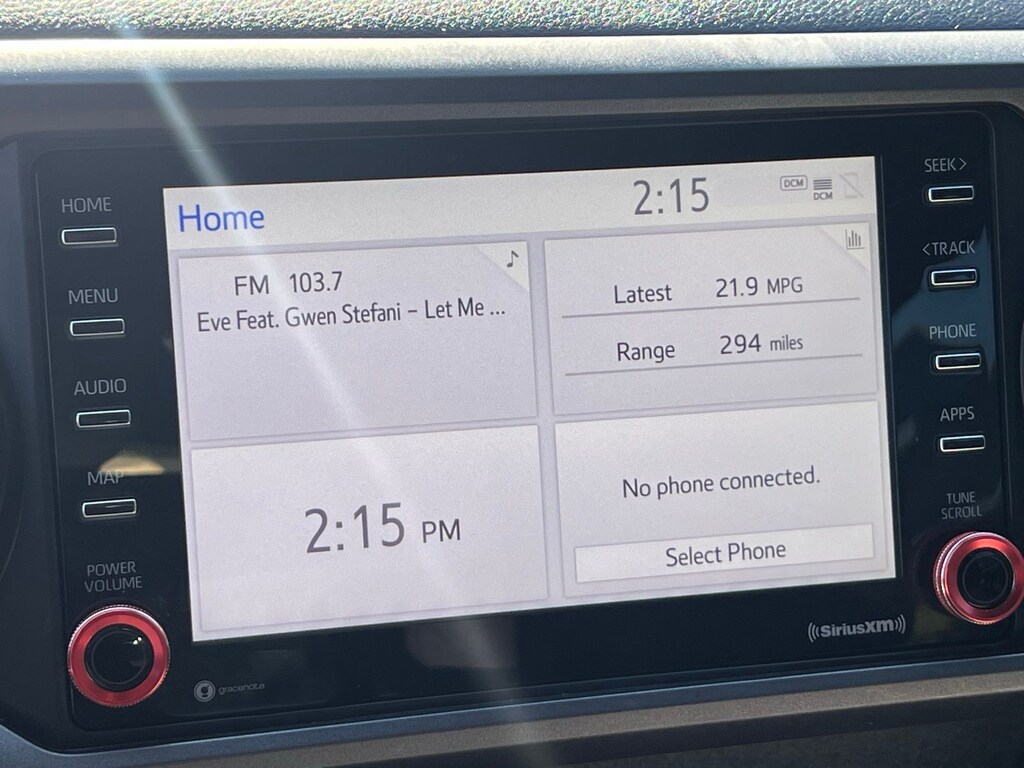 HOME
MENU
AUDIO
MAP
POWER
VOLUME
Home
2:15
DCM
DCM
FM 103.7
Eve Feat. Gwen Stefani – Let Me ...
Latest 21.9 MPG
Range 294 miles
2:15 PM
No phone connected.
Select Phone
SEEK >
< TRACK
PHONE
APPS
TUNE
SCROLL
gracenote
((SiriusXM))